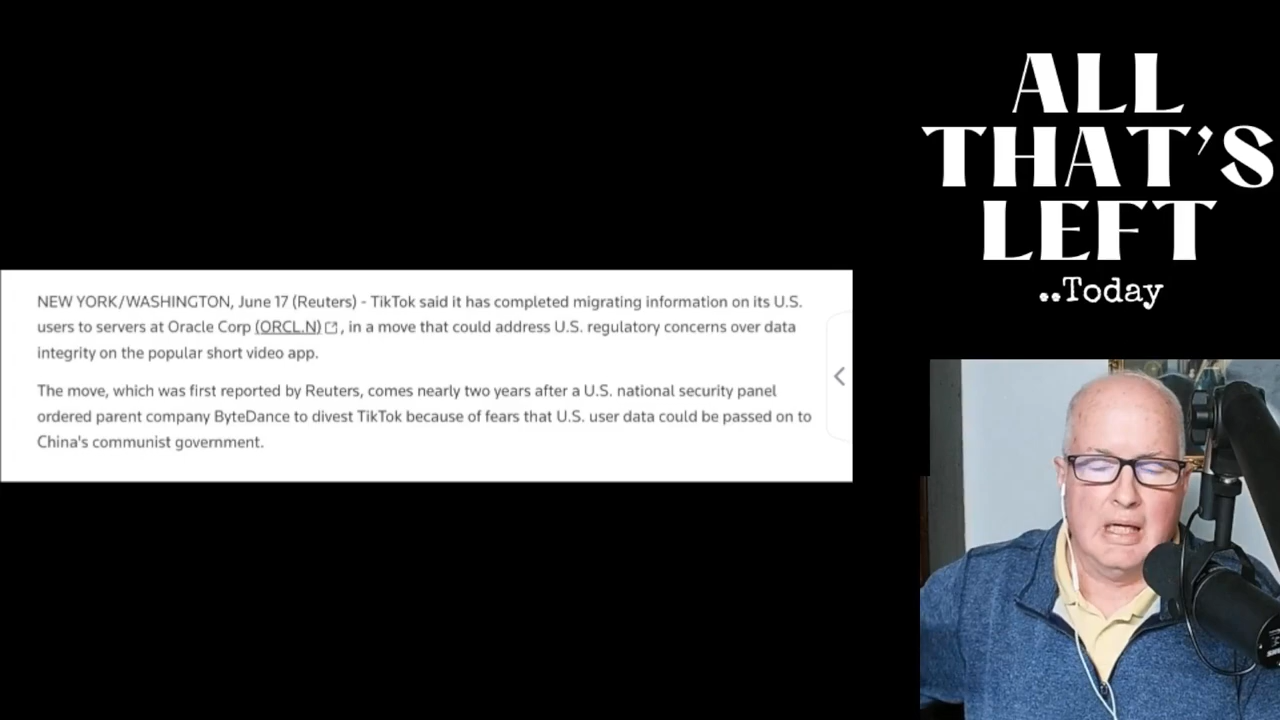 ALL
THAT'S
LEFT
..Today
NEW YORK/WASHINGTON, June 17 (Reuters) - TikTok said it has completed migrating information on its U.S.
users to servers at Oracle Corp (ORCL.N) , in a move that could address U.S. regulatory concerns over data
integrity on the popular short video app.
The move, which was first reported by Reuters, comes nearly two years after a U.S. national security panel
ordered parent company ByteDance to divest TikTok because of fears that U.S. user data could be passed on to
China's communist government.